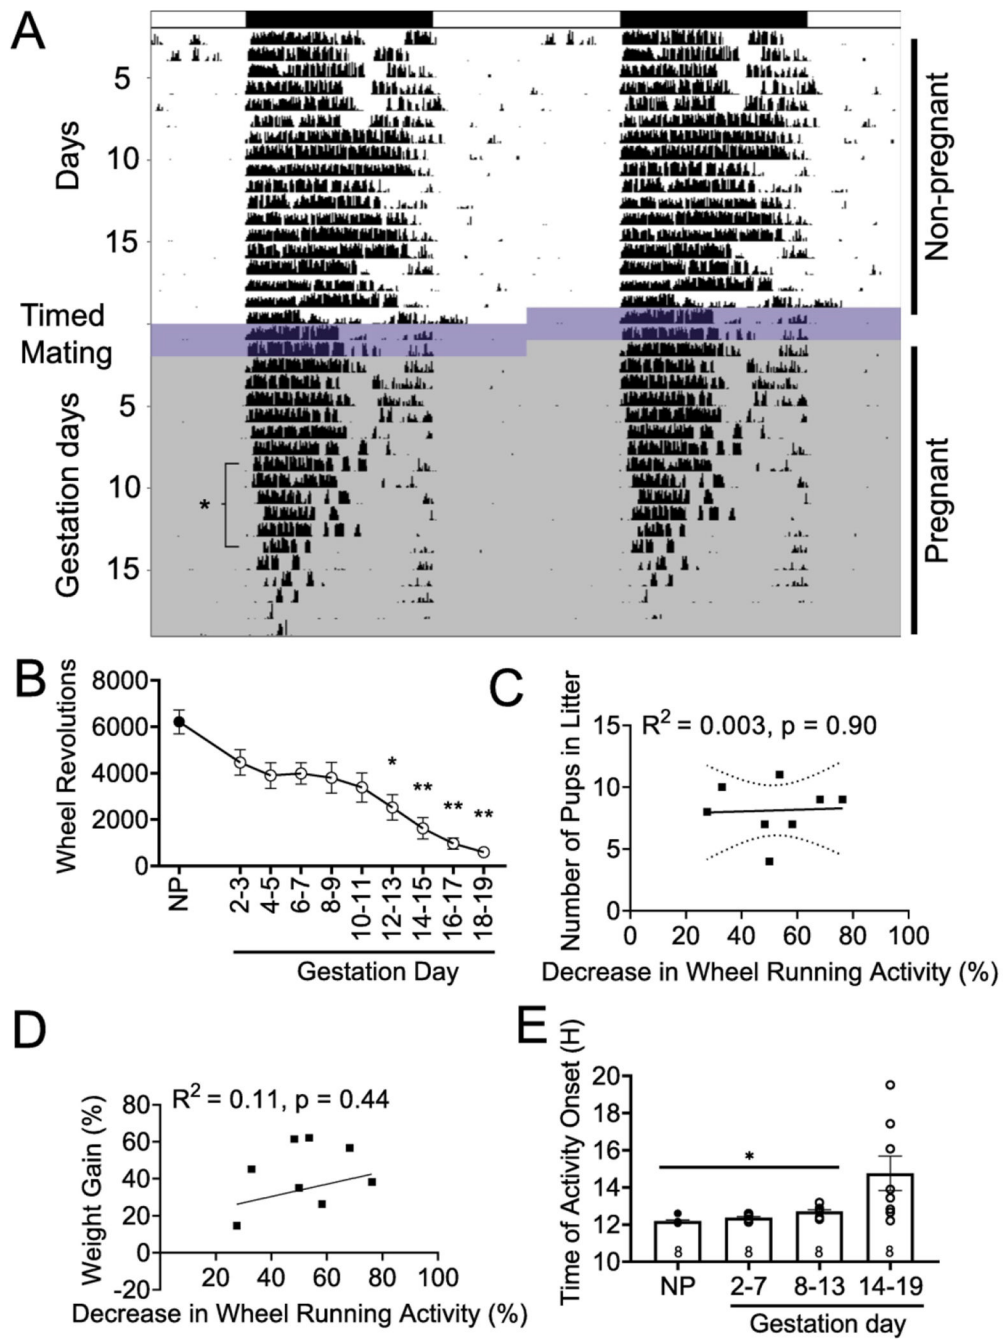 A
Days
5
10
15
Non-pregnant
Timed
Mating
Gestation days
5
10
15
*
Pregnant
B
Wheel Revolutions
8000
6000
4000
2000
0
*
**
**
**
NP
2-3
4-5
6-7
8-9
10-11
12-13
14-15
16-17
18-19
Gestation Day
C
Number of Pups in Litter
R² = 0.003, p = 0.90
15
10
5
0
0 20 40 60 80 100
Decrease in Wheel Running Activity (%)
D
Weight Gain (%)
R² = 0.11, p = 0.44
80
60
40
20
0
-20
20 40 60 80 100
Decrease in Wheel Running Activity (%)
E
Time of Activity Onset (H)
20
18
16
14
12
10
*
8 8 8 8
NP 2-7 8-13 14-19
Gestation day